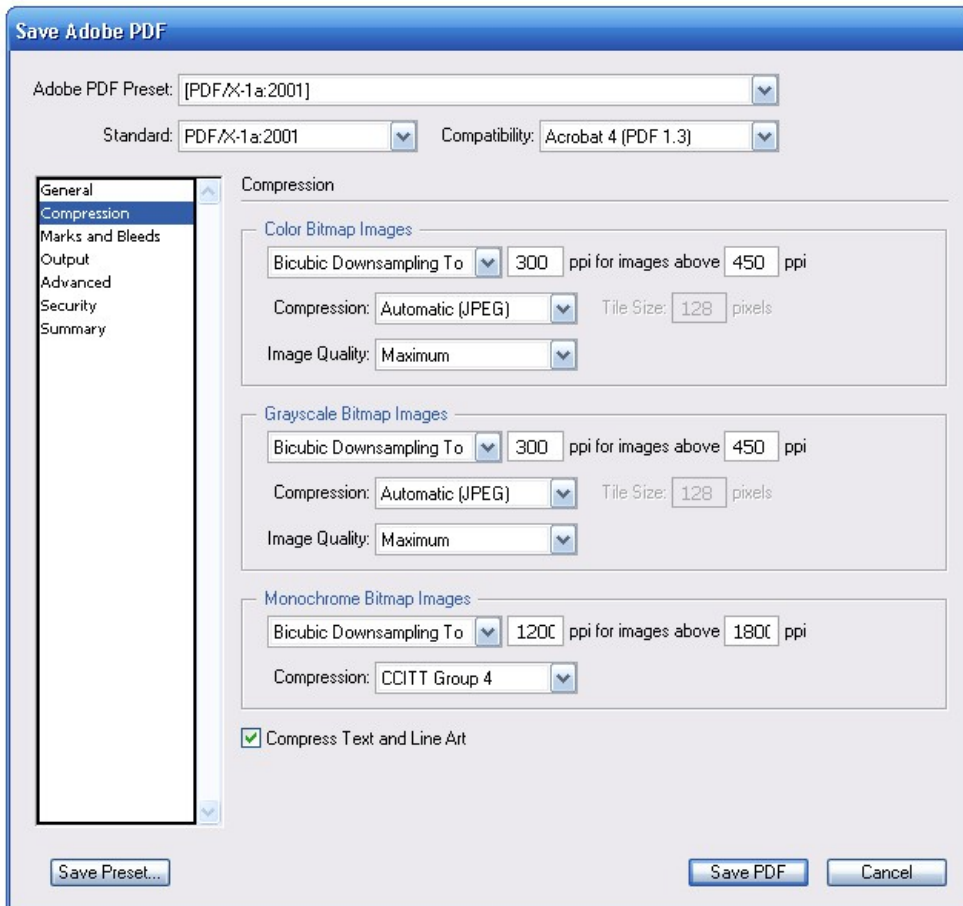 Save Adobe PDF
Adobe PDF Preset: [PDF/X-1a:2001]
Standard: PDF/X-1a:2001 Compatibility: Acrobat 4 (PDF 1.3)
General
Compression
Marks and Bleeds
Output
Advanced
Security
Summary
Compression
Color Bitmap Images
Bicubic Downsampling To 300 ppi for images above 450 ppi
Compression: Automatic (JPEG) Tile Size: 128 pixels
Image Quality: Maximum
Grayscale Bitmap Images
Bicubic Downsampling To 300 ppi for images above 450 ppi
Compression: Automatic (JPEG) Tile Size: 128 pixels
Image Quality: Maximum
Monochrome Bitmap Images
Bicubic Downsampling To 1200 ppi for images above 1800 ppi
Compression: CCITT Group 4
Compress Text and Line Art
Save Preset... Save PDF Cancel